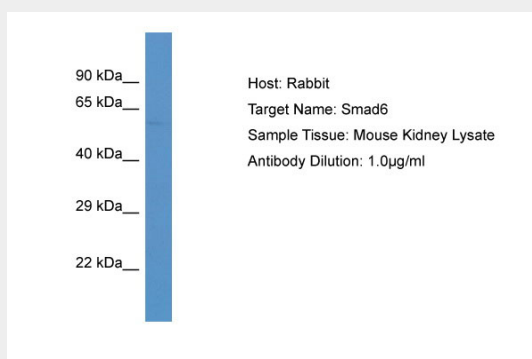 90 kDa__
65 kDa__
40 kDa__
29 kDa__
22 kDa__
Host: Rabbit
Target Name: Smad6
Sample Tissue: Mouse Kidney Lysate
Antibody Dilution: 1.0µg/ml